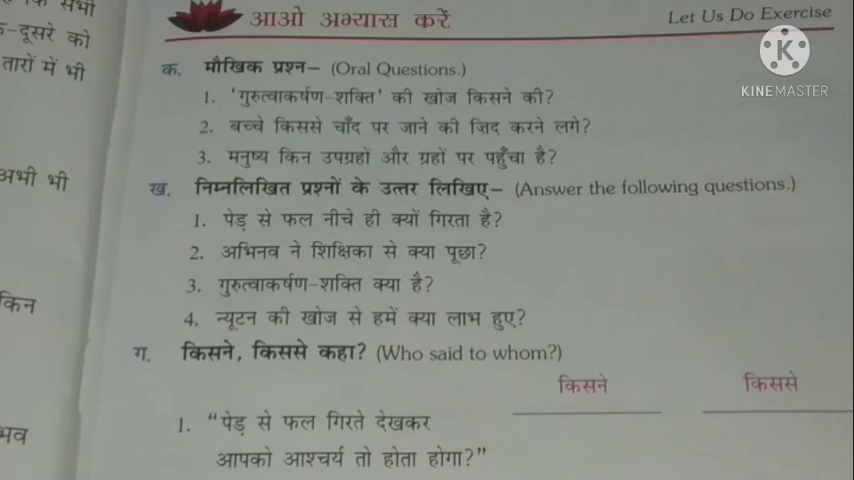 सभी
-दूसरे को
तारों में भी
अभी भी
किन
भव
आओ अभ्यास करें
Let Us Do Exercise
KINEMASTER
क. मौखिक प्रश्न– (Oral Questions.)
1. 'गुरुत्वाकर्षण-शक्ति' की खोज किसने की?
2. बच्चे किससे चाँद पर जाने की ज़िद करने लगे?
3. मनुष्य किन उपग्रहों और ग्रहों पर पहुँचा है?
ख. निम्नलिखित प्रश्नों के उत्तर लिखिए– (Answer the following questions.)
1. पेड़ से फल नीचे ही क्यों गिरता है?
2. अभिनव ने शिक्षिका से क्या पूछा?
3. गुरुत्वाकर्षण-शक्ति क्या है?
4. न्यूटन की खोज से हमें क्या लाभ हुए?
ग. किसने, किससे कहा? (Who said to whom?)
किसने किससे
1. "पेड़ से फल गिरते देखकर
आपको आश्चर्य तो होता होगा?"